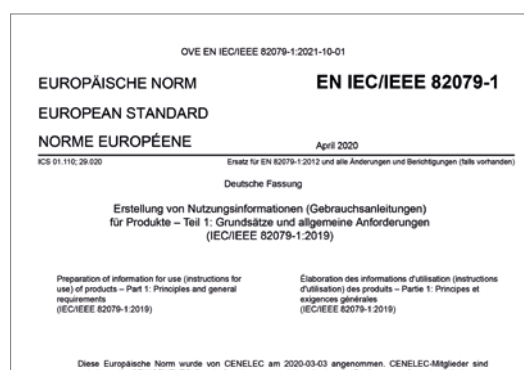 OVE EN IEC/IEEE 82079-1:2021-10-01
EUROPÄISCHE NORM
EN IEC/IEEE 82079-1
EUROPEAN STANDARD
NORME EUROPÉENE
April 2020
ICS 01.110; 29.020
Ersatz für EN 82079-1:2012 und alle Änderungen und Berichtigungen (falls vorhanden)
Deutsche Fassung
Erstellung von Nutzungsinformationen (Gebrauchsanleitungen)
für Produkte – Teil 1: Grundsätze und allgemeine Anforderungen
(IEC/IEEE 82079-1:2019)
Preparation of information for use (instructions for
use) of products – Part 1: Principles and general
requirements
(IEC/IEEE 82079-1:2019)
Élaboration des informations d'utilisation (instructions
d'utilisation) des produits – Partie 1: Principes et
exigences générales
(IEC/IEEE 82079-1:2019)
Diese Europäische Norm wurde von CENELEC am 2020-03-03 angenommen. CENELEC-Mitglieder sind